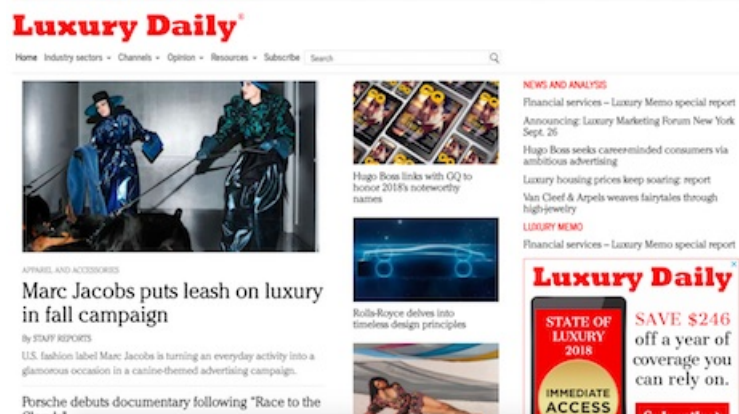 Luxury Daily®
Home Industry sectors Channels Opinion Resources Subscribe Search
APPAREL AND ACCESSORIES
Marc Jacobs puts leash on luxury
in fall campaign
By STAFF REPORTS
U.S. fashion label Marc Jacobs is turning an everyday activity into a
glamorous occasion in a canine-themed advertising campaign.
Porsche debuts documentary following "Race to the
GQ
Hugo Boss links with GQ to
honor 2018's noteworthy
names
Rolls-Royce delves into
timeless design principles
NEWS AND ANALYSIS
Financial services – Luxury Memo special report
Announcing: Luxury Marketing Forum New York
Sept. 26
Hugo Boss seeks career-minded consumers via
ambitious advertising
Luxury housing prices keep soaring: report
Van Cleef & Arpels weaves fairytales through
high-jewelry
LUXURY MEMO
Financial services – Luxury Memo special report
Luxury Daily
STATE OF
LUXURY
2018
IMMEDIATE
ACCESS
SAVE $246
off a year of
coverage you
can rely on.